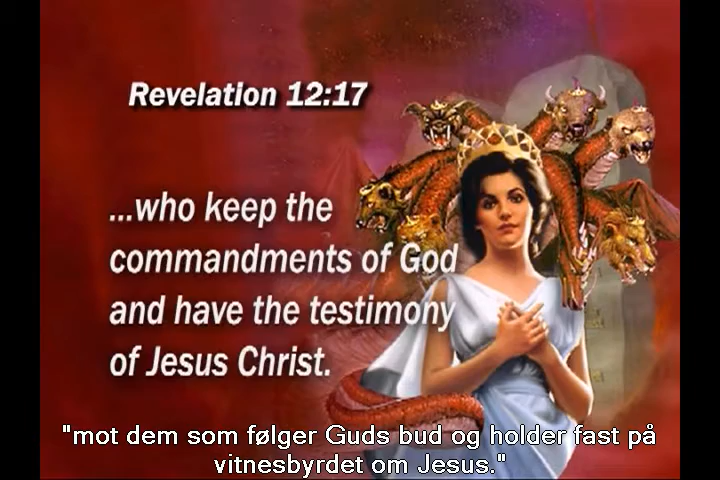 Revelation 12:17
...who keep the
commandments of God
and have the testimony
of Jesus Christ.
"mot dem som følger Guds bud og holder fast på
vitnesbyrdet om Jesus."